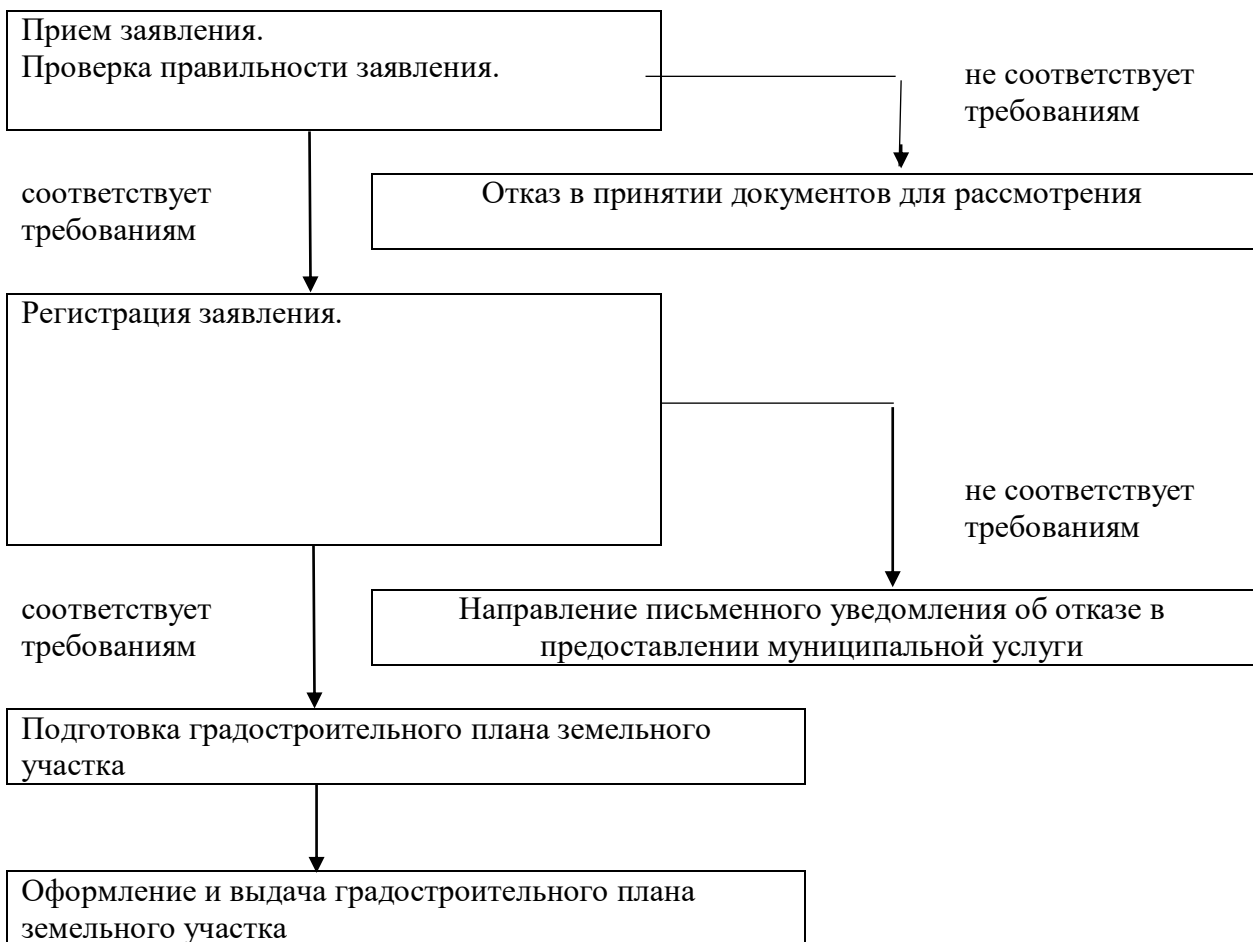 Прием заявления.
Проверка правильности заявления.
не соответствует
требованиям
соответствует
требованиям
Отказ в принятии документов для рассмотрения
Регистрация заявления.
не соответствует
требованиям
соответствует
требованиям
Направление письменного уведомления об отказе в
предоставлении муниципальной услуги
Подготовка градостроительного плана земельного
участка
Оформление и выдача градостроительного плана
земельного участка